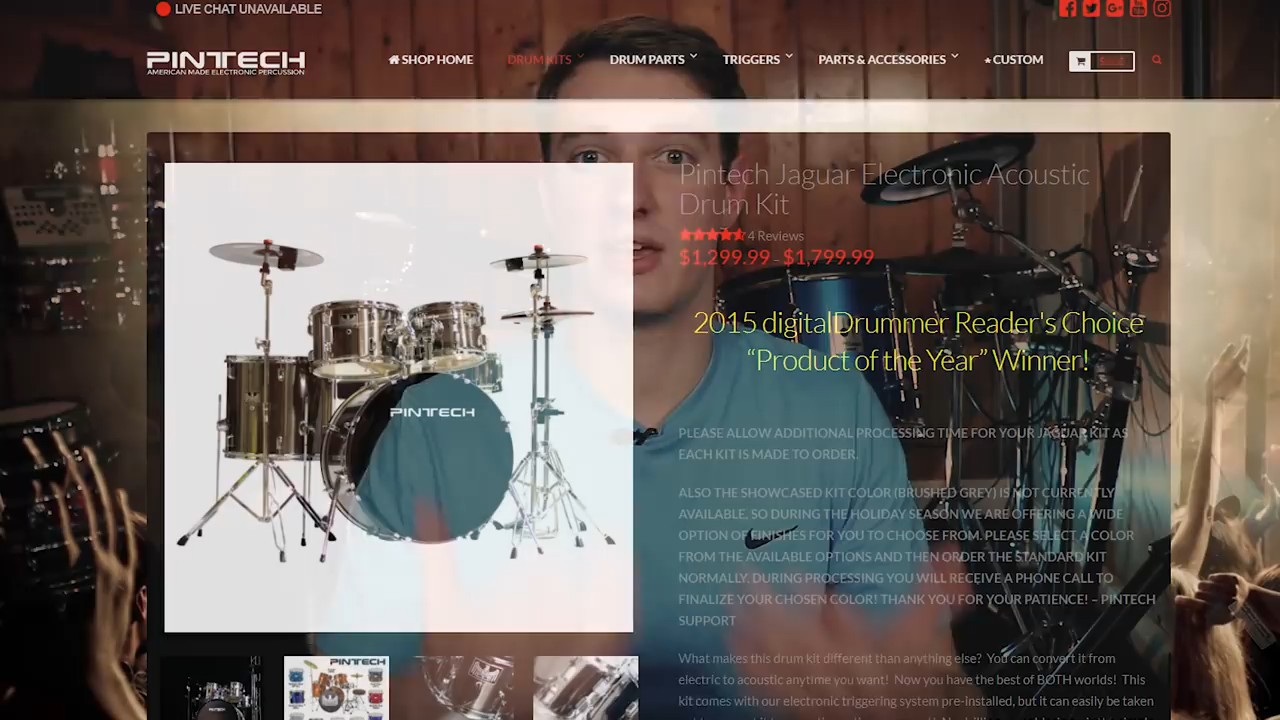 LIVE CHAT UNAVAILABLE
PINTECH
AMERICAN MADE ELECTRONIC PERCUSSION
SHOP HOME
DRUM KITS
DRUM PARTS
TRIGGERS
PARTS & ACCESSORIES
* CUSTOM
Pintech Jaguar Electronic Acoustic
Drum Kit
4 Reviews
$1,299.99 - $1,799.99
2015 digitalDrummer Reader's Choice
“Product of the Year” Winner!
PLEASE ALLOW ADDITIONAL PROCESSING TIME FOR YOUR JAGUAR KIT AS
EACH KIT IS MADE TO ORDER.
ALSO THE SHOWCASED KIT COLOR (BRUSHED GREY) IS NOT CURRENTLY
AVAILABLE. SO DURING THE HOLIDAY SEASON WE ARE OFFERING A WIDE
OPTION OF FINISHES FOR YOU TO CHOOSE FROM. PLEASE SELECT A COLOR
FROM THE AVAILABLE OPTIONS AND THEN ORDER THE STANDARD KIT
NORMALLY. DURING PROCESSING YOU WILL RECEIVE A PHONE CALL TO
FINALIZE YOUR CHOSEN COLOR! THANK YOU FOR YOUR PATIENCE! – PINTECH
SUPPORT
What makes this drum kit different than anything else? You can convert it from
electric to acoustic anytime you want! Now you have the best of BOTH worlds! This
kit comes with our electronic triggering system pre-installed, but it can easily be taken
PINTECH
PINTECH
PINTECH